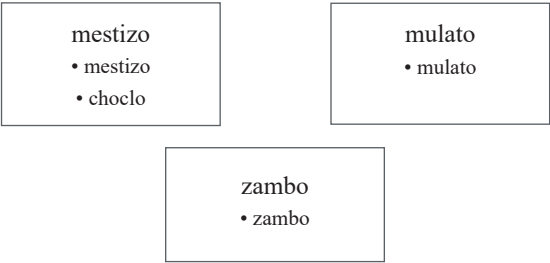 mestizo
• mestizo
• choclo
mulato
• mulato
zambo
• zambo